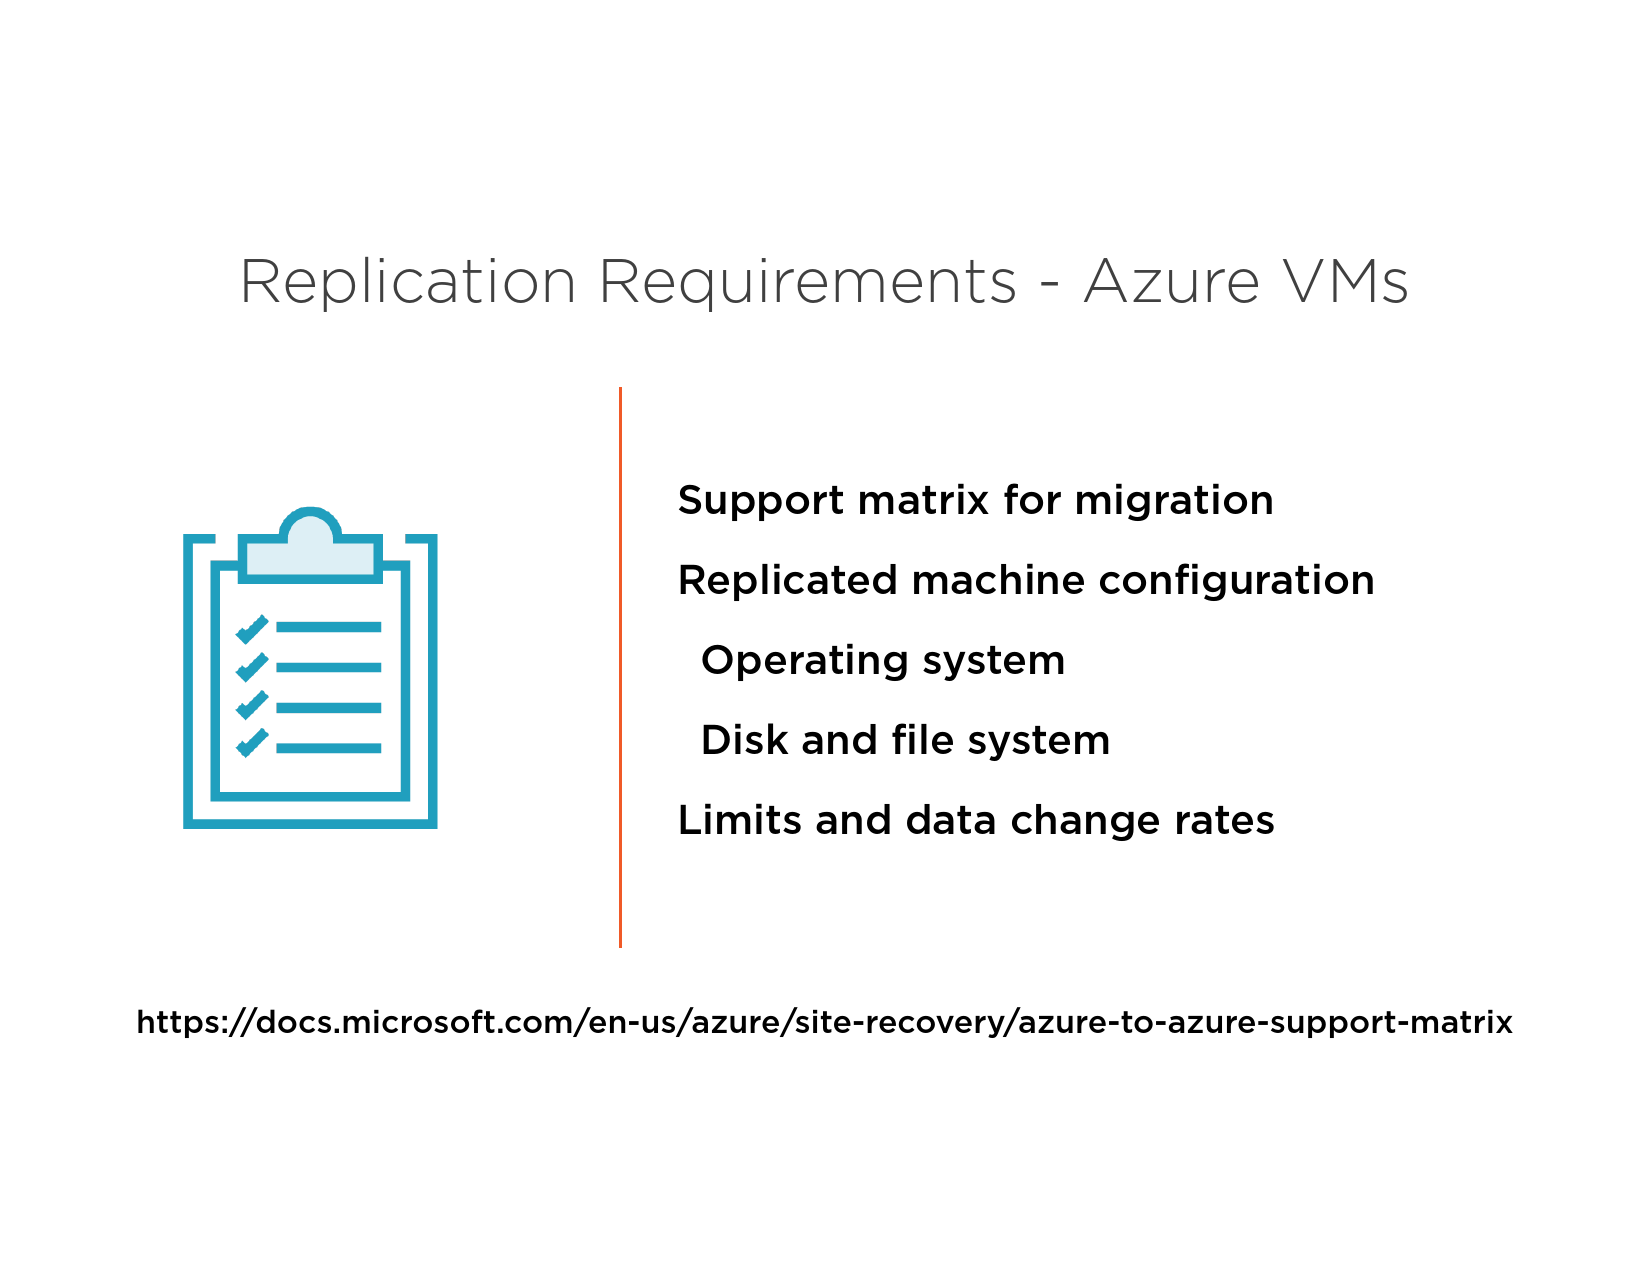 Replication Requirements - Azure VMs
Support matrix for migration
Replicated machine configuration
Operating system
Disk and file system
Limits and data change rates
https://docs.microsoft.com/en-us/azure/site-recovery/azure-to-azure-support-matrix